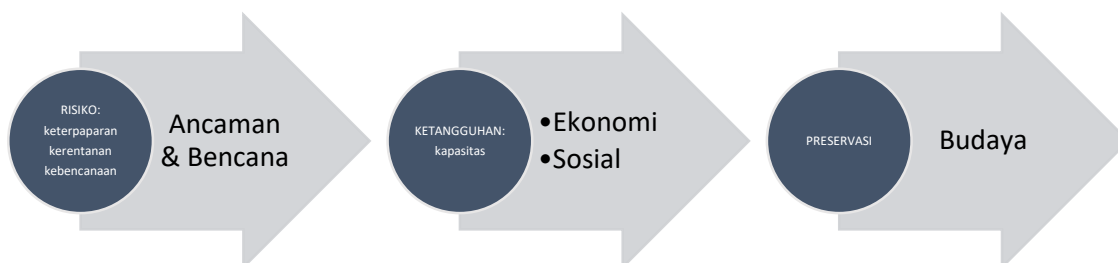 RISIKO:
keterpaparan
kerentanan
kebencanaan
Ancaman
& Bencana
KETANGGUHAN:
kapasitas
•Ekonomi
•Sosial
PRESERVASI
Budaya